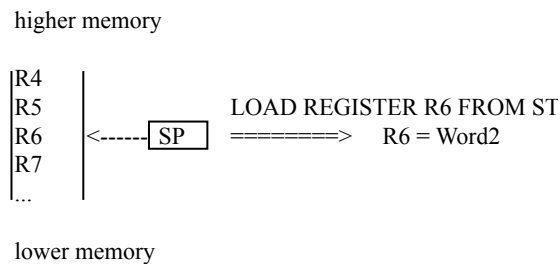 higher memory
R4
R5 LOAD REGISTER R6 FROM ST
R6 <------ SP ========> R6 = Word2
R7
...
lower memory